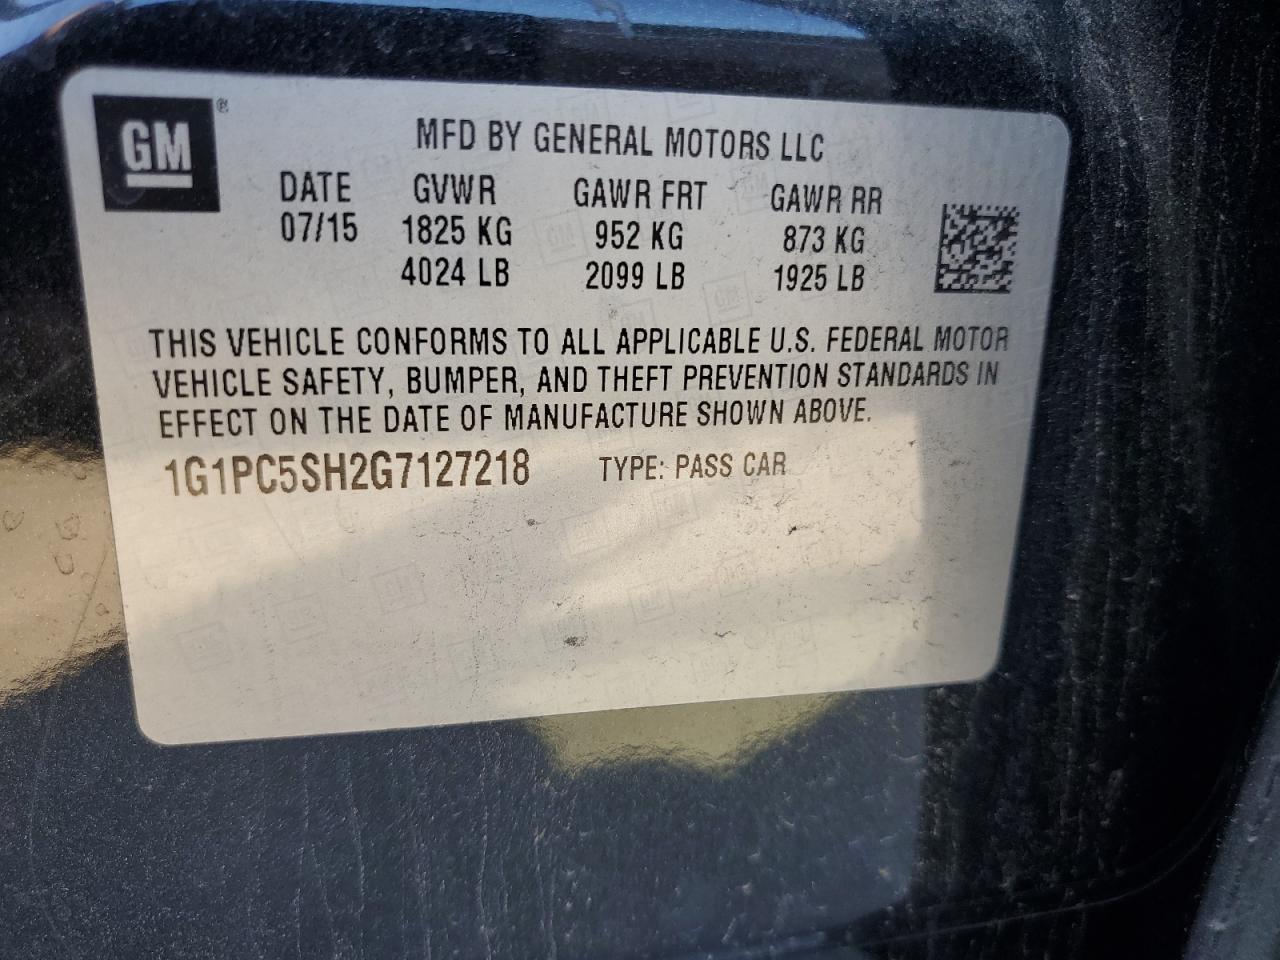 GM®
MFD BY GENERAL MOTORS LLC
DATE GVWR GAWR FRT GAWR RR
07/15 1825 KG 952 KG 873 KG
4024 LB 2099 LB 1925 LB
THIS VEHICLE CONFORMS TO ALL APPLICABLE U.S. FEDERAL MOTOR
VEHICLE SAFETY, BUMPER, AND THEFT PREVENTION STANDARDS IN
EFFECT ON THE DATE OF MANUFACTURE SHOWN ABOVE.
1G1PC5SH2G7127218 TYPE: PASS CAR